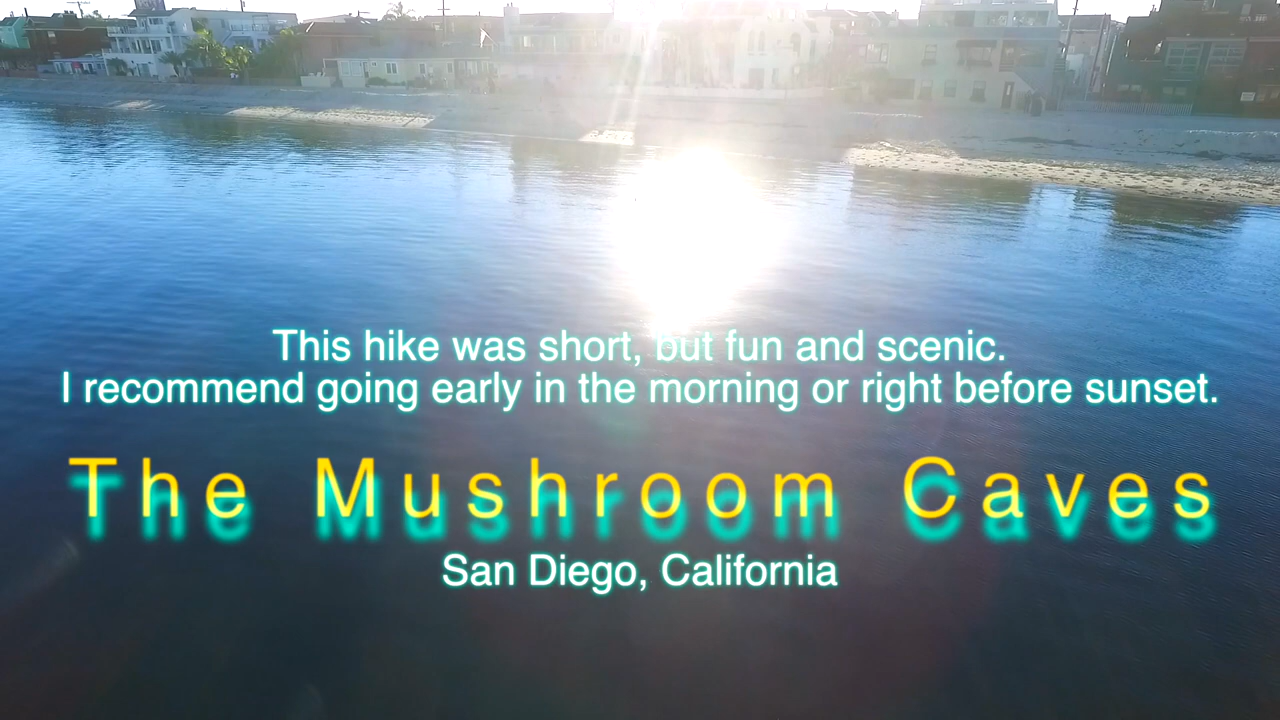 This hike was short, but fun and scenic.
I recommend going early in the morning or right before sunset.
The Mushroom Caves
San Diego, California